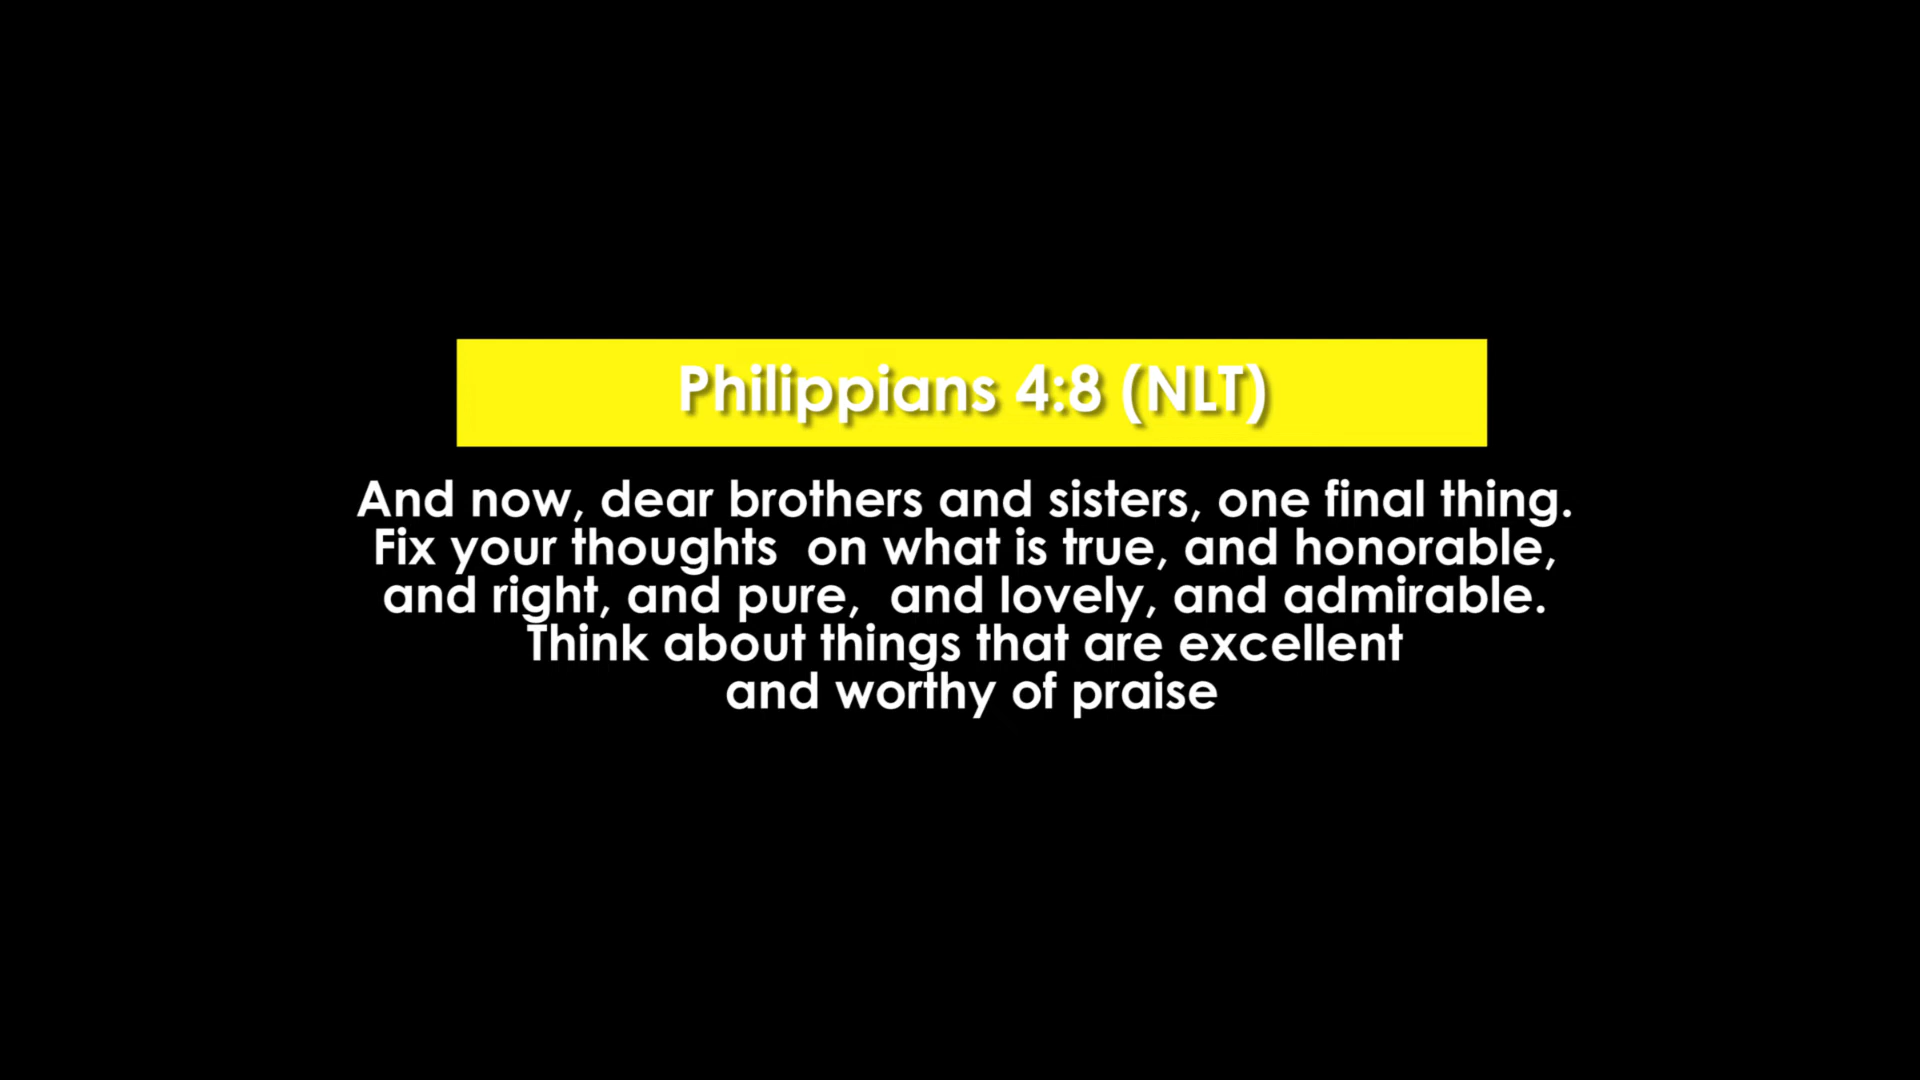 Philippians 4:8 (NLT)
And now, dear brothers and sisters, one final thing.
Fix your thoughts  on what is true, and honorable,
and right, and pure,  and lovely, and admirable.
Think about things that are excellent
and worthy of praise